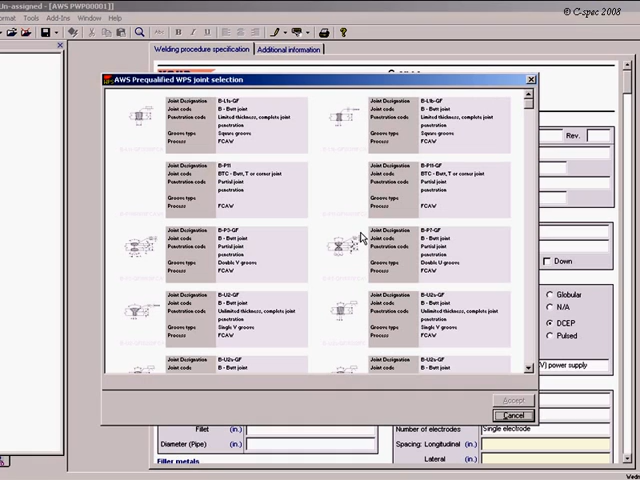 Un-assigned - [AWS PWP00001]
© C-spec 2008
Format Tools Add-Ins Window Help
Welding procedure specification Additional information
AWS Prequalified WPS joint selection
Joint Designation B-L1a-GF
Joint code B - Butt joint
Penetration code Limited thickness, complete joint penetration
Groove type Square groove
Process FCAW
Joint Designation B-L1b-GF
Joint code B - Butt joint
Penetration code Limited thickness, complete joint penetration
Groove type Square groove
Process FCAW
Joint Designation B-P11
Joint code BTC - Butt, T or corner joint
Penetration code Partial joint penetration
Groove type
Process FCAW
Joint Designation B-P11-GF
Joint code BTC - Butt, T or corner joint
Penetration code Partial joint penetration
Groove type
Process FCAW
Joint Designation B-P3-GF
Joint code B - Butt joint
Penetration code Partial joint penetration
Groove type Double V groove
Process FCAW
Joint Designation B-P7-GF
Joint code B - Butt joint
Penetration code Partial joint penetration
Groove type Double U groove
Process FCAW
Joint Designation B-U2-GF
Joint code B - Butt joint
Penetration code Unlimited thickness, complete joint penetration
Groove type Single V groove
Process FCAW
Joint Designation B-U2a-GF
Joint code B - Butt joint
Penetration code Unlimited thickness, complete joint penetration
Groove type Single V groove
Process FCAW
Joint Designation B-U2a-GF
Joint code B - Butt joint
Joint Designation B-U2a-GF
Joint code B - Butt joint
Accept
Cancel
Rev.
Down
Globular
N/A
DCEP
Pulsed
V) power supply
Fillet (in.)
Number of electrodes Single electrode
Diameter (Pipe) (in.)
Spacing: Longitudinal (in.)
Lateral (in.)
Filler metals